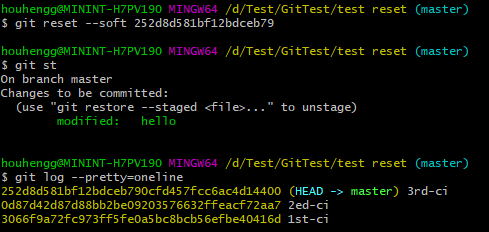 houhengg@MININT-H7PV190 MINGW64 /d/Test/GitTest/test reset (master)
$ git reset --soft 252d8d581bf12bdceb79
houhengg@MININT-H7PV190 MINGW64 /d/Test/GitTest/test reset (master)
$ git st
On branch master
Changes to be committed:
(use "git restore --staged <file>..." to unstage)
modified: hello
houhengg@MININT-H7PV190 MINGW64 /d/Test/GitTest/test reset (master)
$ git log --pretty=oneline
252d8d581bf12bdceb790cfd457fcc6ac4d14400 (HEAD -> master) 3rd-ci
0d87d42d87d88bb2be09203576632ffeacf72aa7 2ed-ci
3066f9a72fc973ff5fe0a5bc8bcb56efbe40416d 1st-ci